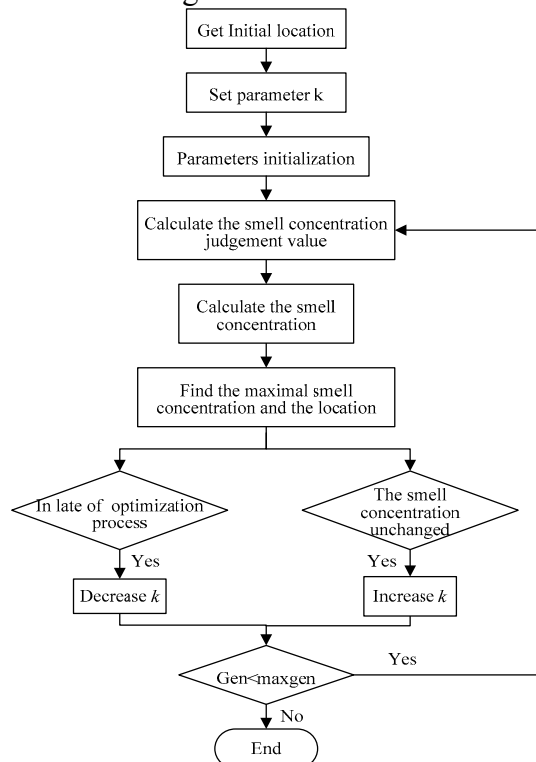 Get Initial location
Set parameter k
Parameters initialization
Calculate the smell concentration
judgement value
Calculate the smell
concentration
Find the maximal smell
concentration and the location
In late of optimization
process
The smell
concentration
unchanged
Yes
Yes
Decrease k
Increase k
Gen<maxgen
Yes
No
End